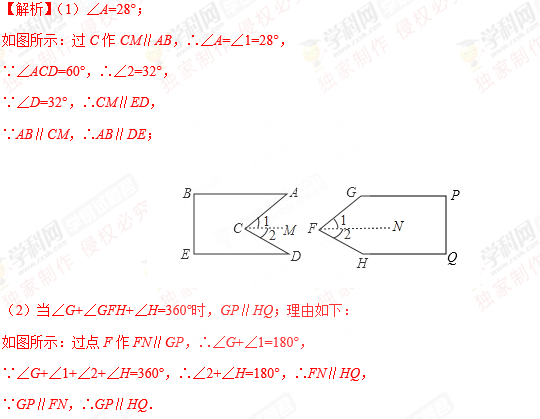 【解析】(1) ∠A=28°;
如图所示:过C作CM∥AB,∴∠A=∠1=28°,
∵∠ACD=60°,∴∠2=32°,
∵∠D=32°,∴CM∥ED,
∵AB∥CM,∴AB∥DE;
B A G P
C 1 M F 1 N
2 2
E D H Q
(2) 当∠G+∠GFH+∠H=360°时,GP∥HQ;理由如下:
如图所示:过点F作FN∥GP,∴∠G+∠1=180°,
∵∠G+∠1+∠2+∠H=360°,∴∠2+∠H=180°,∴FN∥HQ,
∵GP∥FN,∴GP∥HQ.